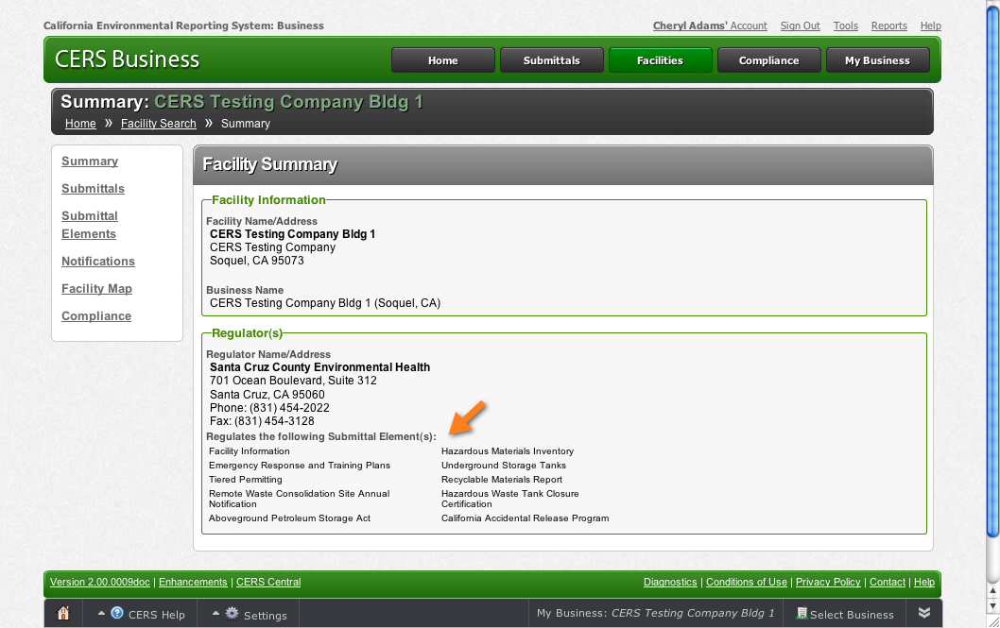 California Environmental Reporting System: Business
Cheryl Adams' Account Sign Out Tools Reports Help
CERS Business
Home Submittals Facilities Compliance My Business
Summary: CERS Testing Company Bldg 1
Home » Facility Search » Summary
Summary
Submittals
Submittal
Elements
Notifications
Facility Map
Compliance
Facility Summary
Facility Information
Facility Name/Address
CERS Testing Company Bldg 1
CERS Testing Company
Soquel, CA 95073
Business Name
CERS Testing Company Bldg 1 (Soquel, CA)
Regulator(s)
Regulator Name/Address
Santa Cruz County Environmental Health
701 Ocean Boulevard, Suite 312
Santa Cruz, CA 95060
Phone: (831) 454-2022
Fax: (831) 454-3128
Regulates the following Submittal Element(s):
Facility Information Hazardous Materials Inventory
Emergency Response and Training Plans Underground Storage Tanks
Tiered Permitting Recyclable Materials Report
Remote Waste Consolidation Site Annual Hazardous Waste Tank Closure
Notification Certification
Aboveground Petroleum Storage Act California Accidental Release Program
Version 2.00.0009doc | Enhancements | CERS Central Diagnostics | Conditions of Use | Privacy Policy | Contact | Help
CERS Help Settings My Business: CERS Testing Company Bldg 1 Select Business